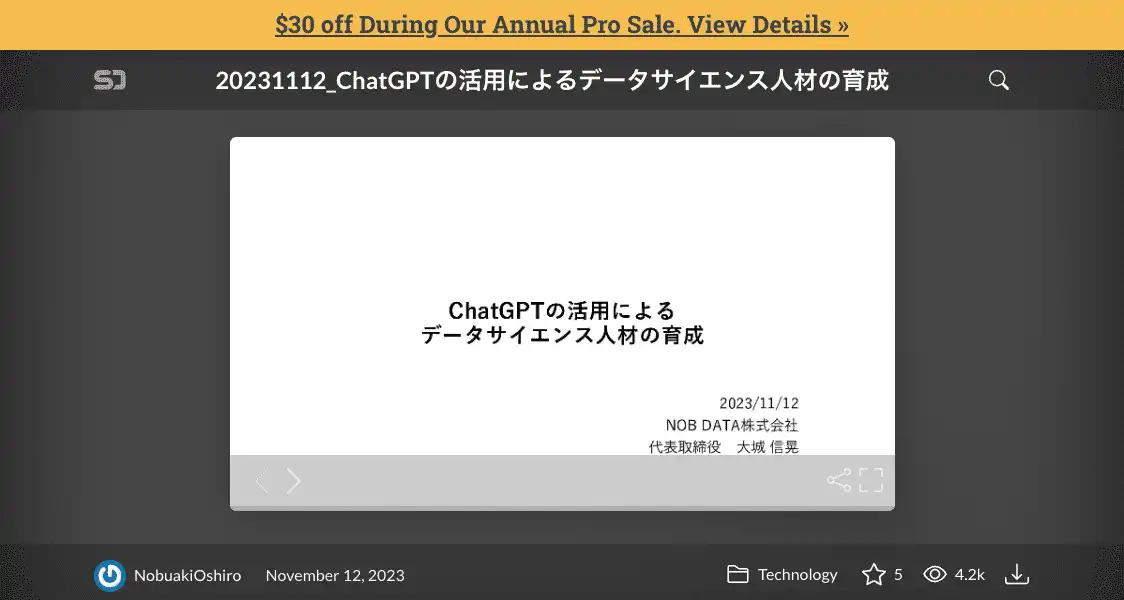 $30 off During Our Annual Pro Sale. View Details »
SD
20231112_ChatGPTの活用によるデータサイエンス人材の育成
ChatGPTの活用による
データサイエンス人材の育成
2023/11/12
NOB DATA株式会社
代表取締役 大城 信晃
NobuakiOshiro November 12, 2023 Technology 5 4.2k